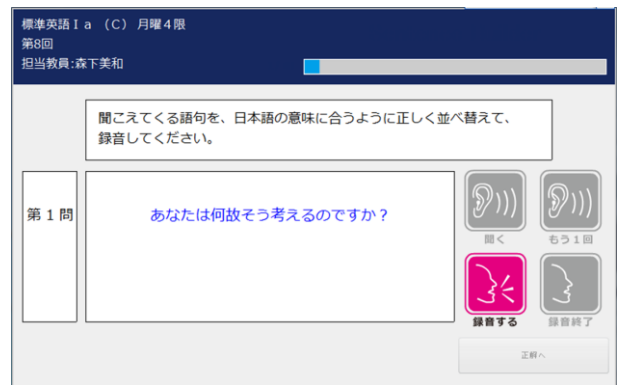 標準英語Ⅰa (C) 月曜4限
第8回
担当教員:森下美和
聞こえてくる語句を、日本語の意味に合うように正しく並べ替えて、
録音してください。
第1問
あなたは何故そう考えるのですか?
聞く
もう1回
録音する
録音終了
正解へ